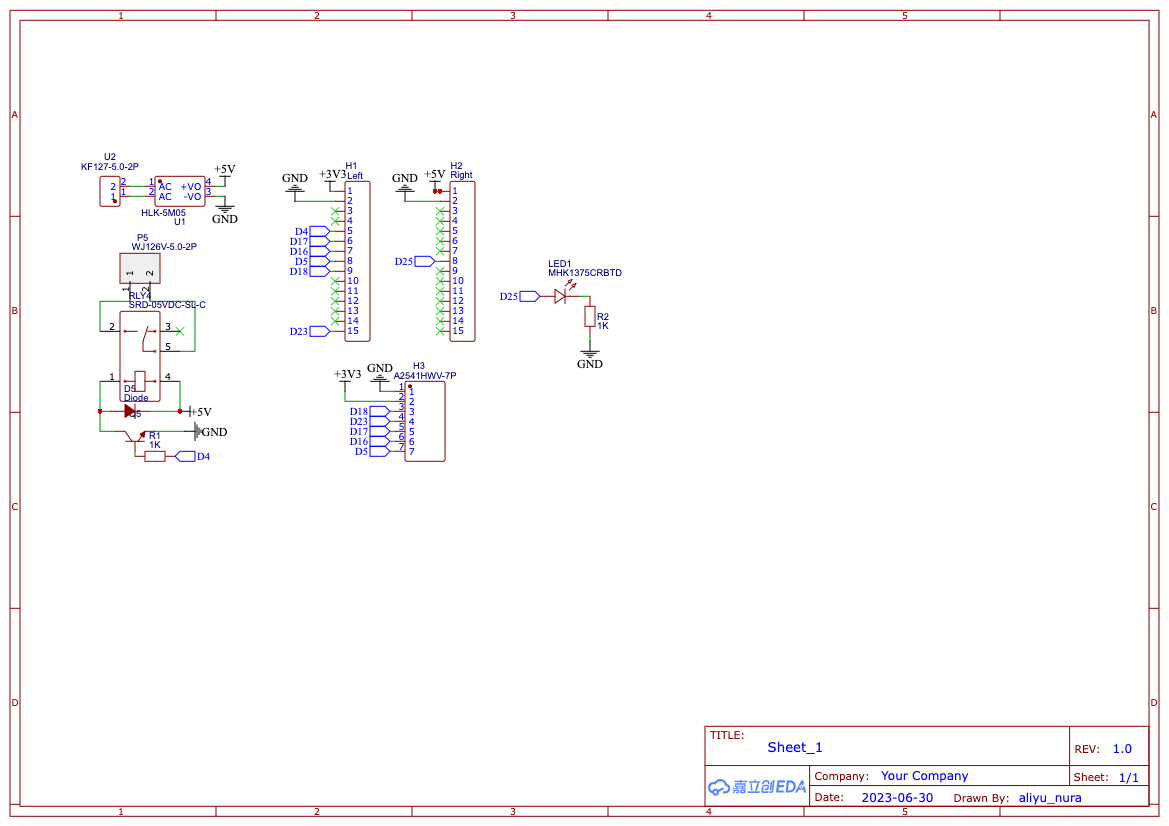 1 2 3 4 5
A A
U2
KF127-5.0-2P
2 2 1 AC +VO 4 +5V
1 1 2 AC -VO 3
HLK-5M05
U1
GND
P5
WJ126V-5.0-2P
1 2
1 2
RLY4
SRD-05VDC-SL-C
2 3
5
1 4
D5
Diode
+5V
Q5
GND
R1
1K
D4
H1
Left
GND +3V3
1
2
3
4
D4 5
D17 6
D16 7
D5 8
D18 9
10
11
12
13
14
D23 15
H2
Right
GND +5V
1
2
3
4
5
6
7
D25 8
9
10
11
12
13
14
15
LED1
MHK1375CRBTD
D25
R2
1K
GND
H3
A2541HWV-7P
+3V3 GND
1 1
2 2
D18 3 3
D23 4 4
D17 5 5
D16 6 6
D5 7 7
B B
C C
D D
TITLE:
Sheet_1
REV: 1.0
嘉立创EDA
Company: Your Company
Sheet: 1/1
Date: 2023-06-30 Drawn By: aliyu_nura
1 2 3 4 5